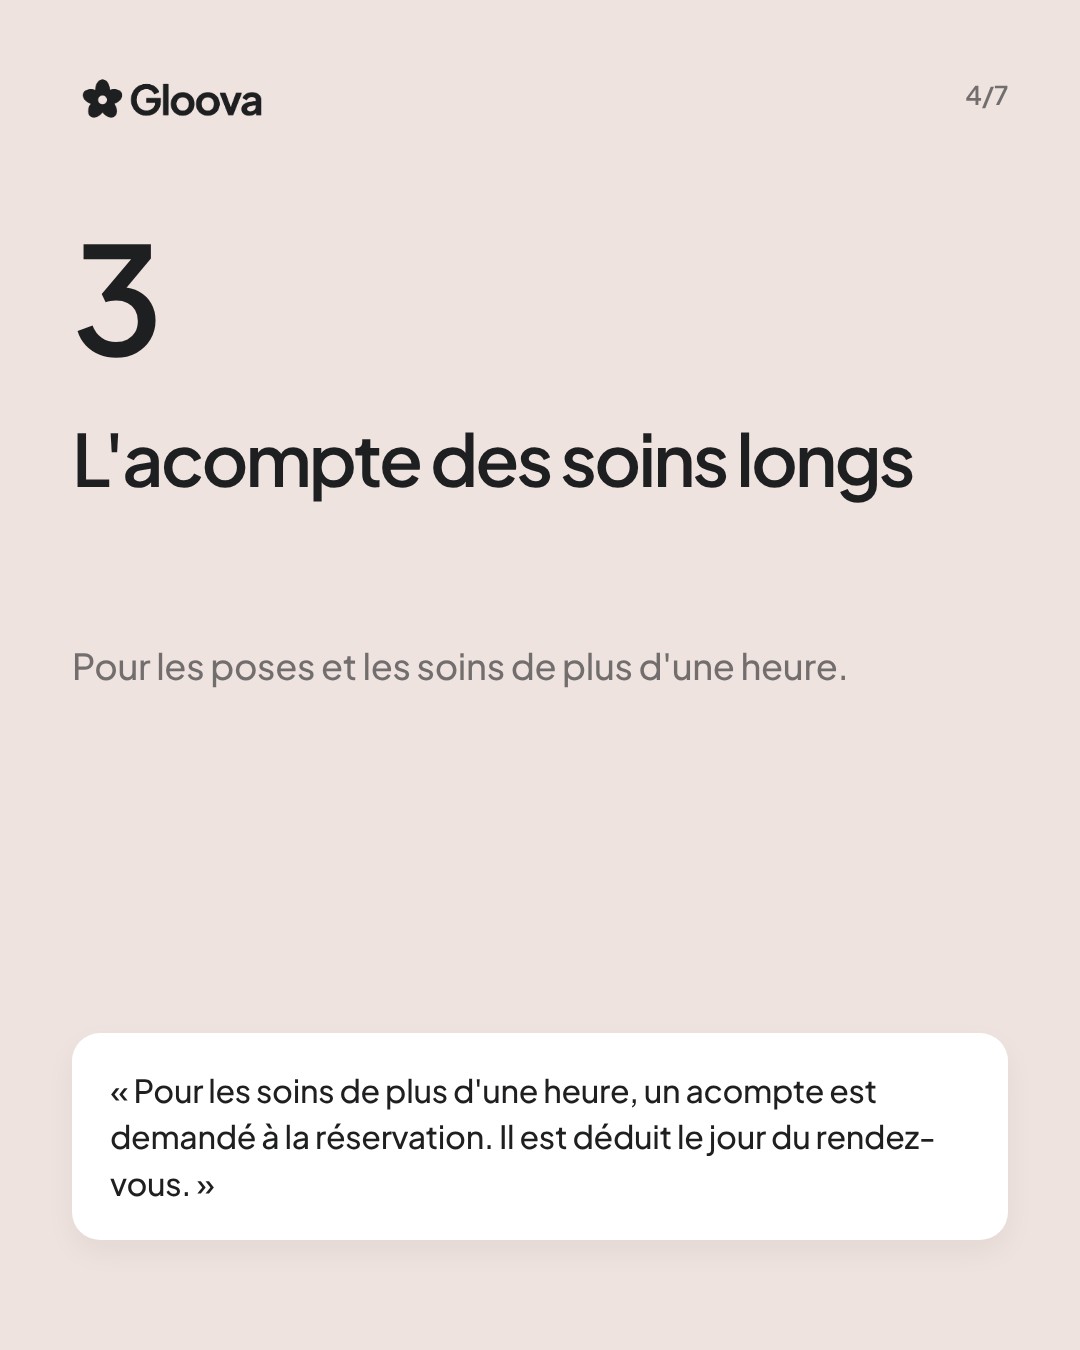 Gloova
4/7
3
L'acompte des soins longs
Pour les poses et les soins de plus d'une heure.
« Pour les soins de plus d'une heure, un acompte est
demandé à la réservation. Il est déduit le jour du rendez-
vous. »